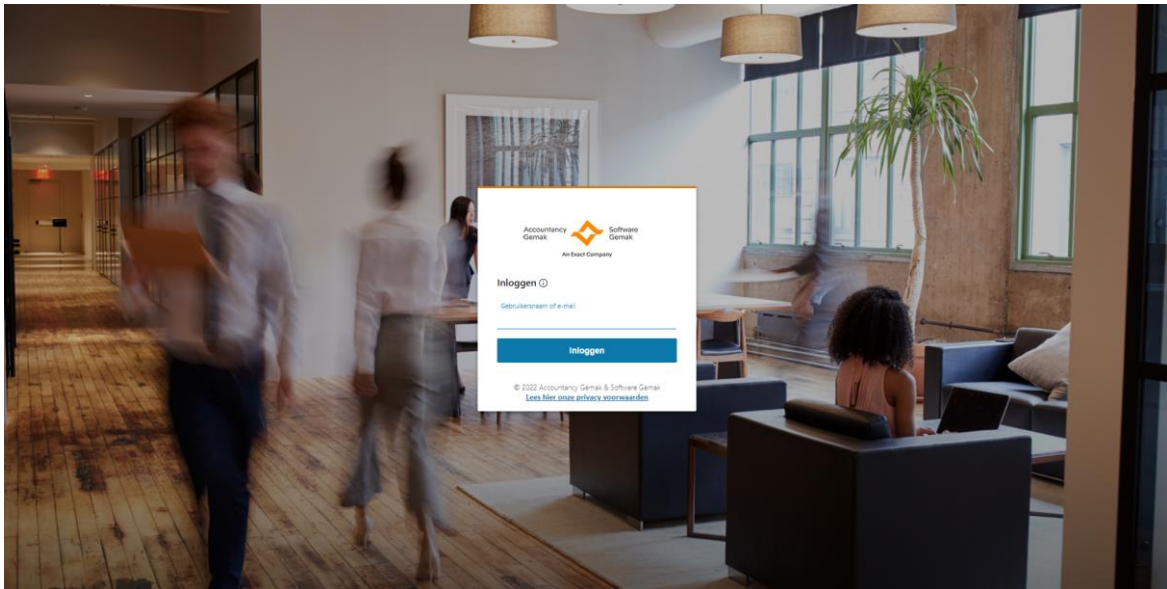 Accountancy
Gemak
Software
Gemak
An Exact Company
Inloggen
Gebruikersnaam of e-mail
Inloggen
© 2022 Accountancy Gemak & Software Gemak
Lees hier onze privacy voorwaarden